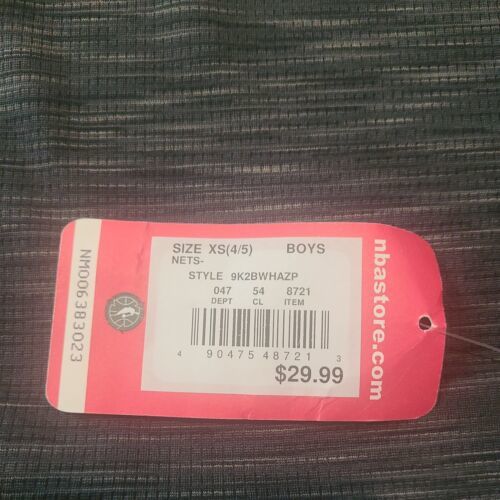 NM006383023
SIZE XS(4/5) BOYS
NETS-
STYLE 9K2BWHAZP
047 54 8721
DEPT CL ITEM
4 90475 48721 3
$29.99
nbastore.com